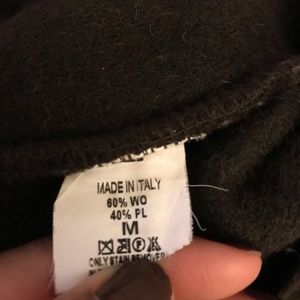 MADE IN ITALY
60% WO
40% PL
M
ONLY STAIN REMOVER